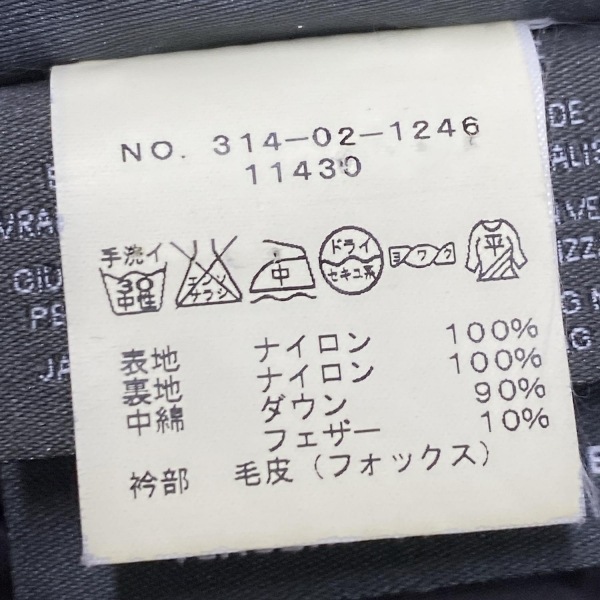 NO. 314-02-1246
11430
手洗イ
30
中性
エンソ
サラシ
中
ドライ
セキユ系
ヨワク
平
表地 ナイロン 100%
裏地 ナイロン 100%
中綿 ダウン 90%
フェザー 10%
衿部 毛皮(フォックス)